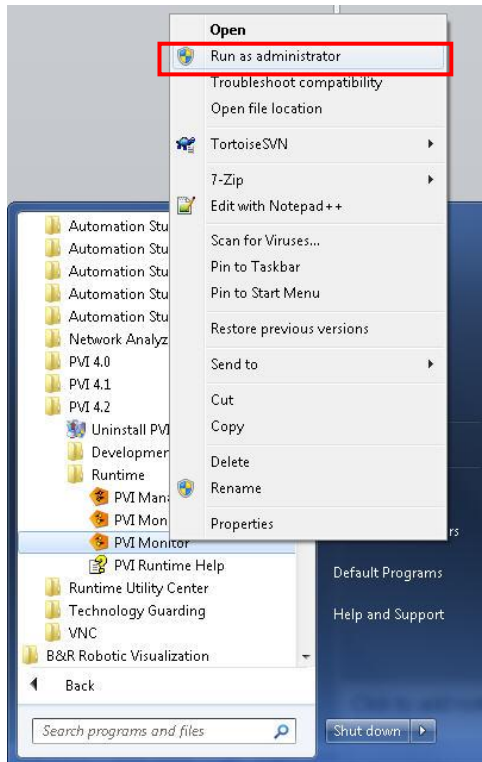 Open
Run as administrator
Troubleshoot compatibility
Open file location
TortoiseSVN
7-Zip
Edit with Notepad++
Scan for Viruses...
Pin to Taskbar
Pin to Start Menu
Restore previous versions
Send to
Cut
Copy
Delete
Rename
Properties
Automation Stu
Automation Stu
Automation Stu
Automation Stu
Automation Stu
Network Analyz
PVI 4.0
PVI 4.1
PVI 4.2
Uninstall PVI
Developmer
Runtime
PVI Mana
PVI Mon
PVI Monitor
PVI Runtime Help
Runtime Utility Center
Technology Guarding
VNC
B&R Robotic Visualization
Back
Search programs and files
rs
Default Programs
Help and Support
Shut down